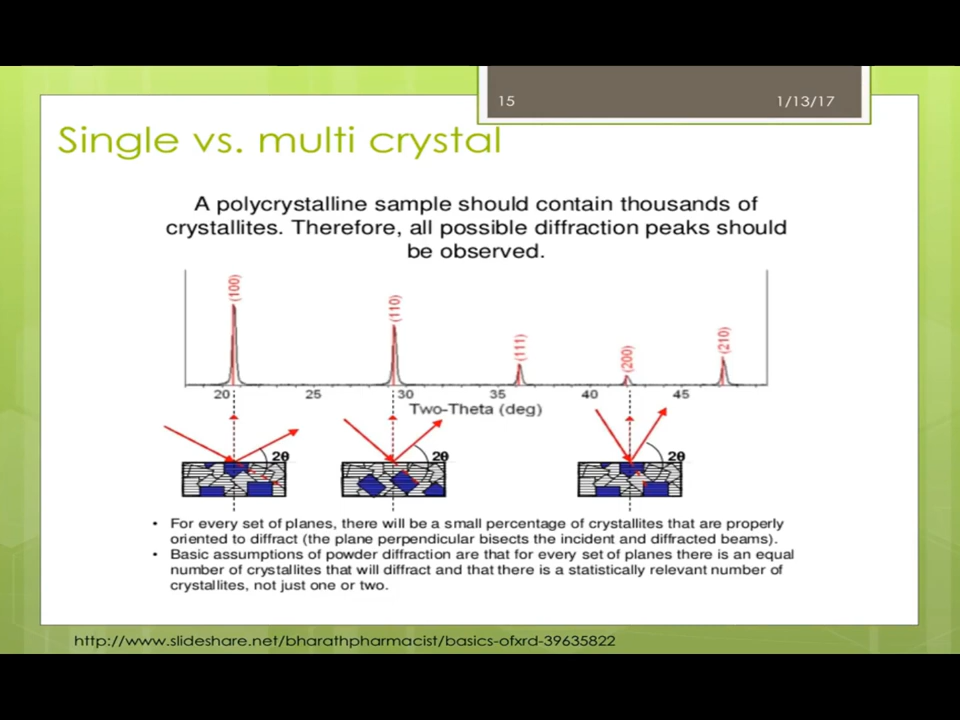 15 1/13/17
Single vs. multi crystal
A polycrystalline sample should contain thousands of
crystallites. Therefore, all possible diffraction peaks should
be observed.
(100)
(110)
(111)
(200)
(210)
20 25 30 35 40 45
Two-Theta (deg)
2θ 2θ 2θ
• For every set of planes, there will be a small percentage of crystallites that are properly
oriented to diffract (the plane perpendicular bisects the incident and diffracted beams).
• Basic assumptions of powder diffraction are that for every set of planes there is an equal
number of crystallites that will diffract and that there is a statistically relevant number of
crystallites, not just one or two.
http://www.slideshare.net/bharathpharmacist/basics-ofxrd-39635822